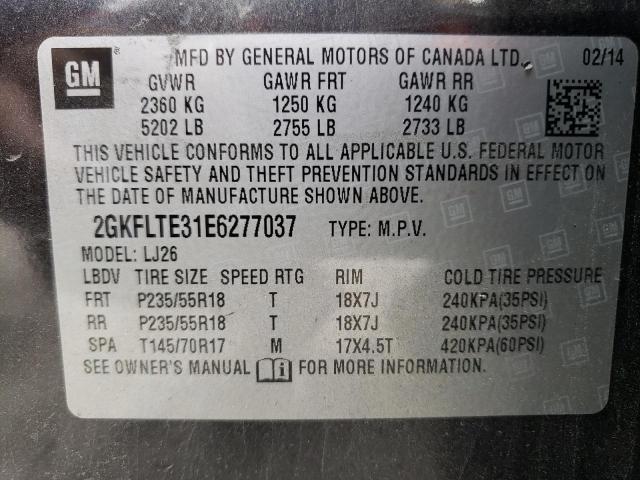 GM MFD BY GENERAL MOTORS OF CANADA LTD. 02/14
GVWR GAWR FRT GAWR RR
2360 KG 1250 KG 1240 KG
5202 LB 2755 LB 2733 LB
THIS VEHICLE CONFORMS TO ALL APPLICABLE U.S. FEDERAL MOTOR
VEHICLE SAFETY AND THEFT PREVENTION STANDARDS IN EFFECT ON
THE DATE OF MANUFACTURE SHOWN ABOVE.
2GKFLTE31E6277037 TYPE: M.P.V.
MODEL: LJ26
LBDV TIRE SIZE SPEED RTG RIM COLD TIRE PRESSURE
FRT P235/55R18 T 18X7J 240KPA(35PSI)
RR P235/55R18 T 18X7J 240KPA(35PSI)
SPA T145/70R17 M 17X4.5T 420KPA(60PSI)
SEE OWNER'S MANUAL i FOR MORE INFORMATION.